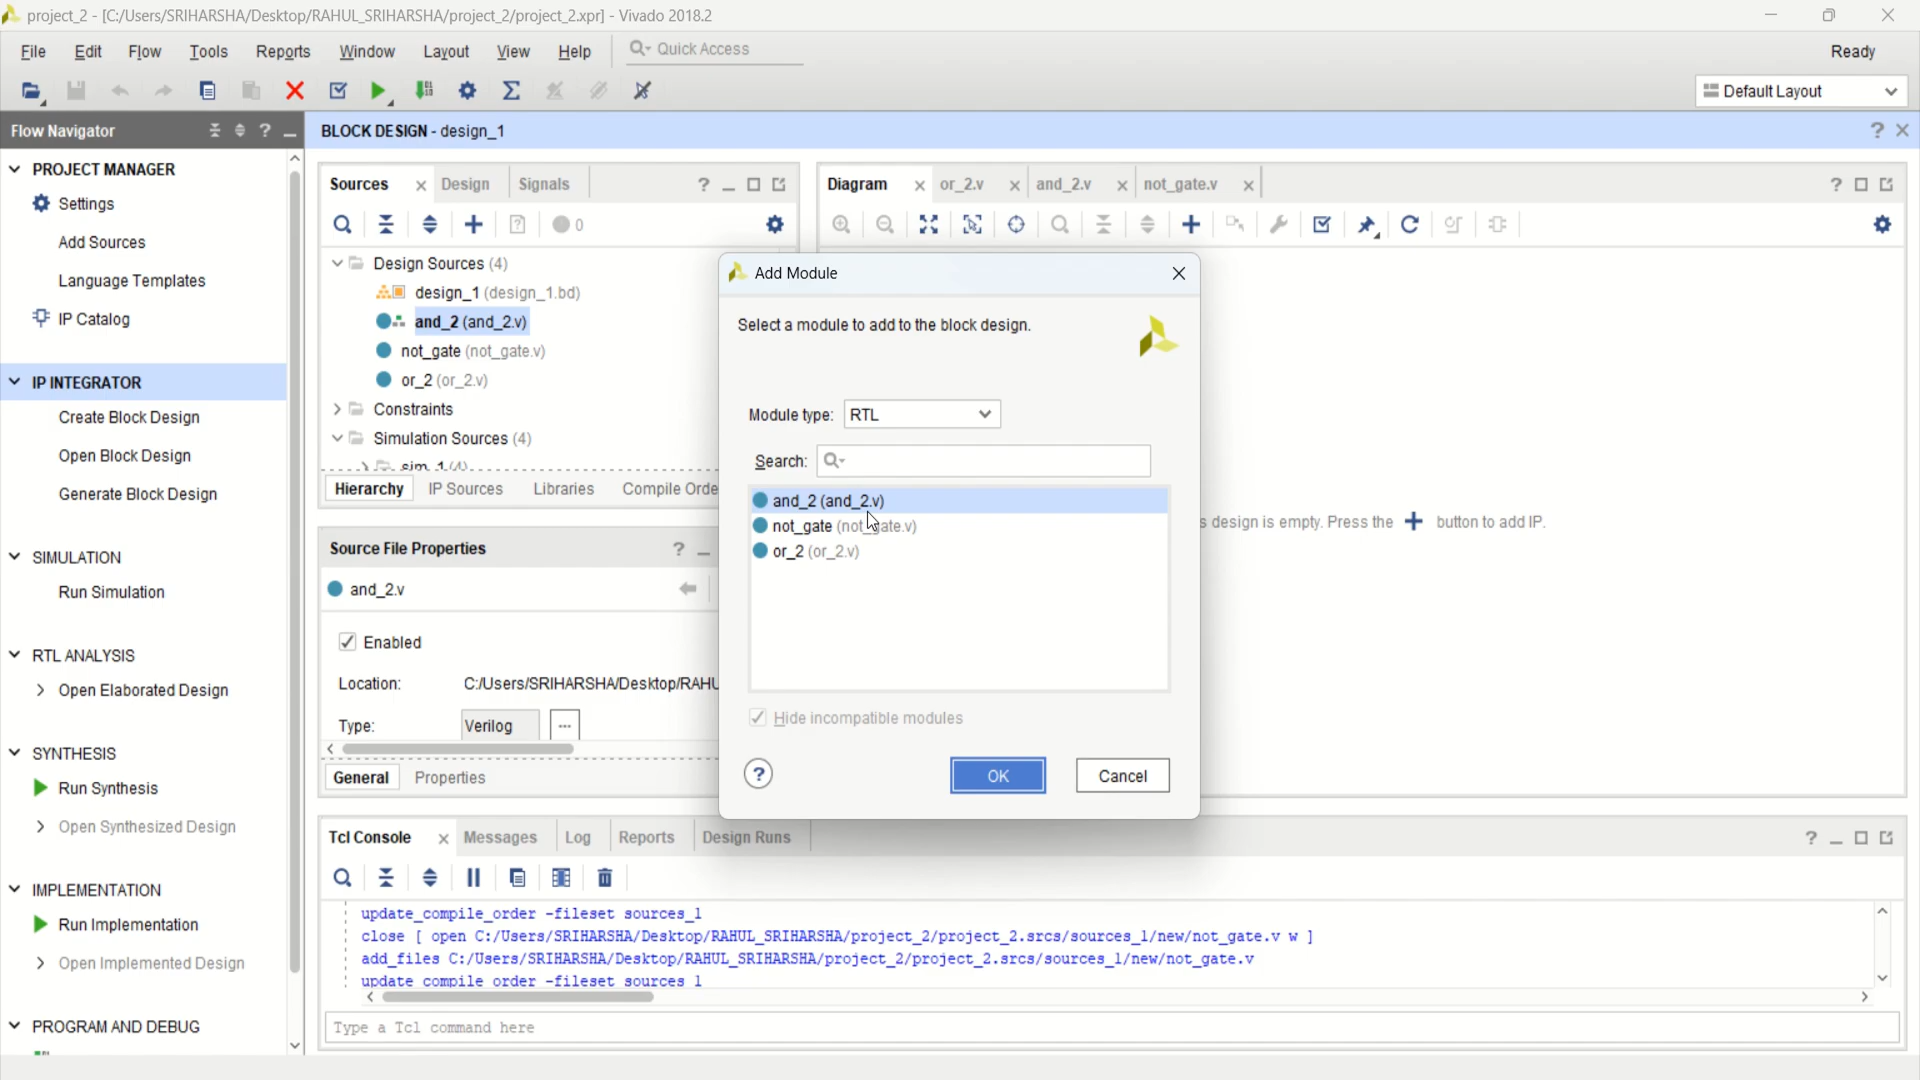 project_2 - [C:/Users/SRIHARSHA/Desktop/RAHUL_SRIHARSHA/project_2/project_2.xpr] - Vivado 2018.2
File Edit Flow Tools Reports Window Layout View Help Quick Access Ready
Default Layout
Flow Navigator
PROJECT MANAGER
Settings
Add Sources
Language Templates
IP Catalog
IP INTEGRATOR
Create Block Design
Open Block Design
Generate Block Design
SIMULATION
Run Simulation
RTL ANALYSIS
Open Elaborated Design
SYNTHESIS
Run Synthesis
Open Synthesized Design
IMPLEMENTATION
Run Implementation
Open Implemented Design
PROGRAM AND DEBUG
BLOCK DESIGN - design_1
Sources Design Signals
0
Design Sources (4)
design_1 (design_1.bd)
and_2 (and_2.v)
not_gate (not_gate.v)
or_2 (or_2.v)
Constraints
Simulation Sources (4)
sim_1 (4)
Hierarchy IP Sources Libraries Compile Orde
Source File Properties
and_2.v
Enabled
Location: C:/Users/SRIHARSHA/Desktop/RAHU
Type: Verilog ...
General Properties
Diagram or_2.v and_2.v not_gate.v
s design is empty. Press the + button to add IP.
Add Module
Select a module to add to the block design.
Module type: RTL
Search:
and_2 (and_2.v)
not_gate (not_gate.v)
or_2 (or_2.v)
Hide incompatible modules
? OK Cancel
Tcl Console Messages Log Reports Design Runs
update_compile_order -fileset sources_1
close [ open C:/Users/SRIHARSHA/Desktop/RAHUL_SRIHARSHA/project_2/project_2.srcs/sources_1/new/not_gate.v w ]
add_files C:/Users/SRIHARSHA/Desktop/RAHUL_SRIHARSHA/project_2/project_2.srcs/sources_1/new/not_gate.v
update_compile_order -fileset sources_1
Type a Tcl command here